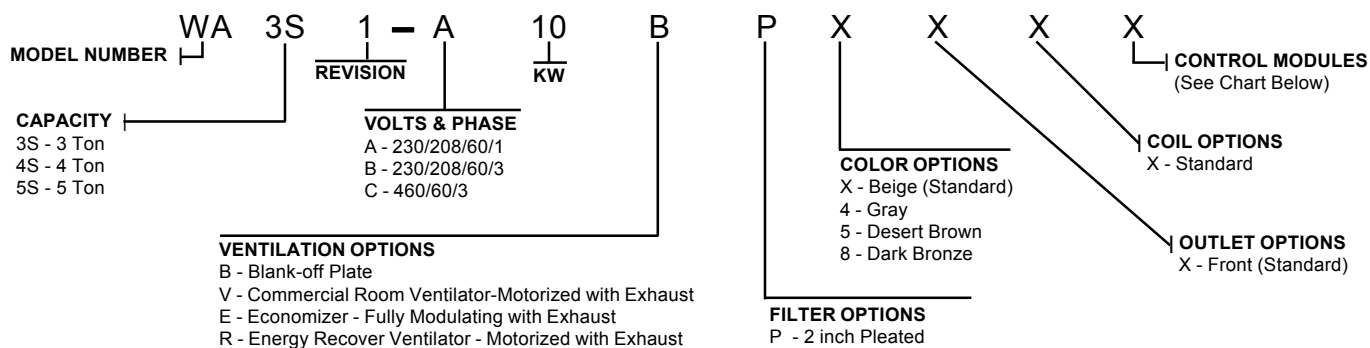 WA 3S 1 – A 10 B P X X X X
MODEL NUMBER
REVISION
KW
CONTROL MODULES
(See Chart Below)
CAPACITY
3S - 3 Ton
4S - 4 Ton
5S - 5 Ton
VOLTS & PHASE
A - 230/208/60/1
B - 230/208/60/3
C - 460/60/3
COIL OPTIONS
X - Standard
COLOR OPTIONS
X - Beige (Standard)
4 - Gray
5 - Desert Brown
8 - Dark Bronze
OUTLET OPTIONS
X - Front (Standard)
VENTILATION OPTIONS
B - Blank-off Plate
V - Commercial Room Ventilator-Motorized with Exhaust
E - Economizer - Fully Modulating with Exhaust
R - Energy Recover Ventilator - Motorized with Exhaust
FILTER OPTIONS
P - 2 inch Pleated